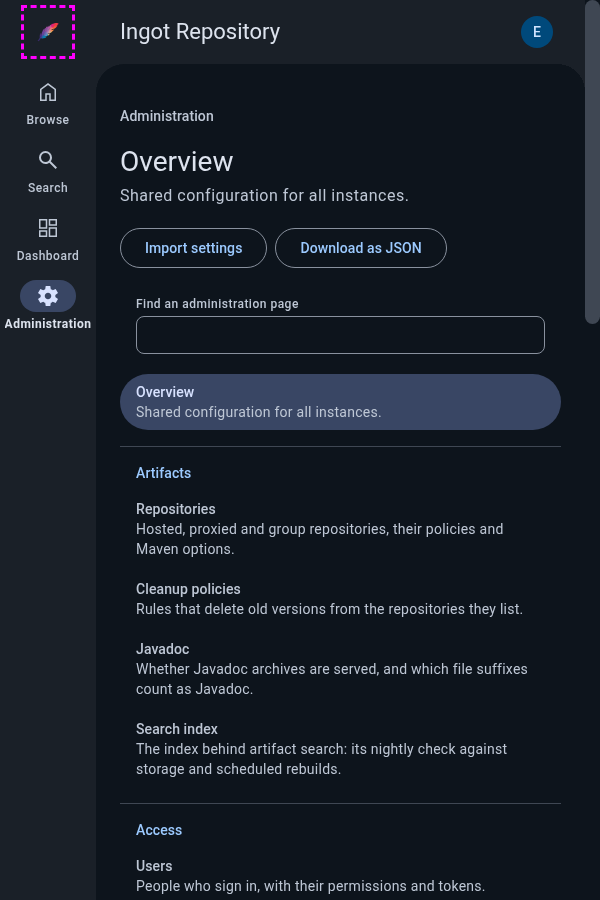 Ingot Repository
E
Browse
Search
Dashboard
Administration
Administration
Overview
Shared configuration for all instances.
Import settings
Download as JSON
Find an administration page
Overview
Shared configuration for all instances.
Artifacts
Repositories
Hosted, proxied and group repositories, their policies and
Maven options.
Cleanup policies
Rules that delete old versions from the repositories they list.
Javadoc
Whether Javadoc archives are served, and which file suffixes
count as Javadoc.
Search index
The index behind artifact search: its nightly check against
storage and scheduled rebuilds.
Access
Users
People who sign in, with their permissions and tokens.